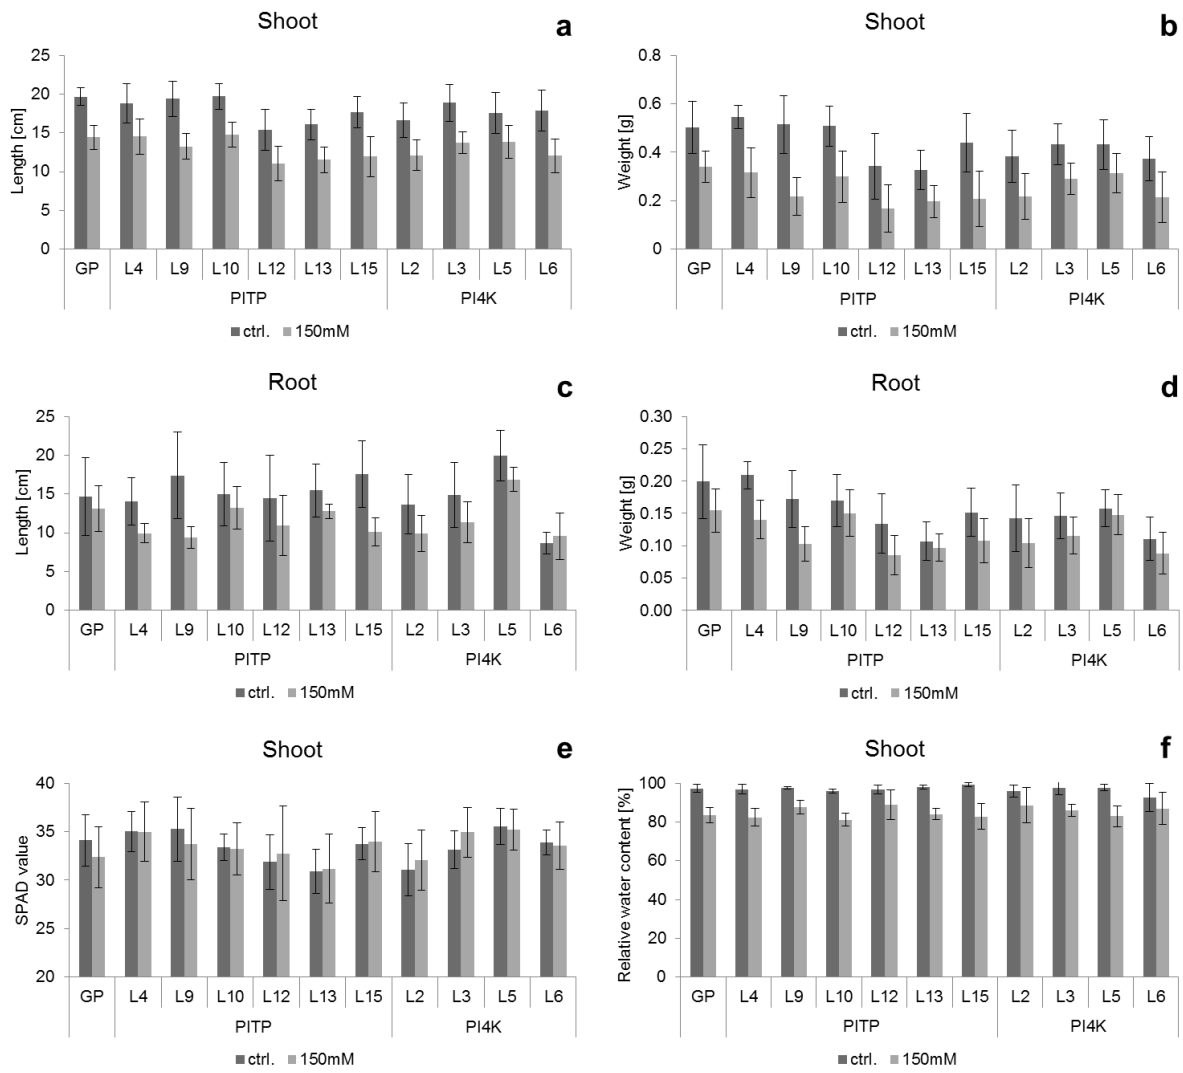 Shoot a
Length [cm]
25
20
15
10
5
0
GP L4 L9 L10 L12 L13 L15 L2 L3 L5 L6
PITP PI4K
ctrl. 150mM
Shoot b
Weight [g]
0.8
0.6
0.4
0.2
0
GP L4 L9 L10 L12 L13 L15 L2 L3 L5 L6
PITP PI4K
ctrl. 150mM
Root c
Length [cm]
25
20
15
10
5
0
GP L4 L9 L10 L12 L13 L15 L2 L3 L5 L6
PITP PI4K
ctrl. 150mM
Root d
Weight [g]
0.30
0.25
0.20
0.15
0.10
0.05
0.00
GP L4 L9 L10 L12 L13 L15 L2 L3 L5 L6
PITP PI4K
ctrl. 150mM
Shoot e
SPAD value
40
35
30
25
20
GP L4 L9 L10 L12 L13 L15 L2 L3 L5 L6
PITP PI4K
ctrl. 150mM
Shoot f
Relative water content [%]
100
80
60
40
20
0
GP L4 L9 L10 L12 L13 L15 L2 L3 L5 L6
PITP PI4K
ctrl. 150mM